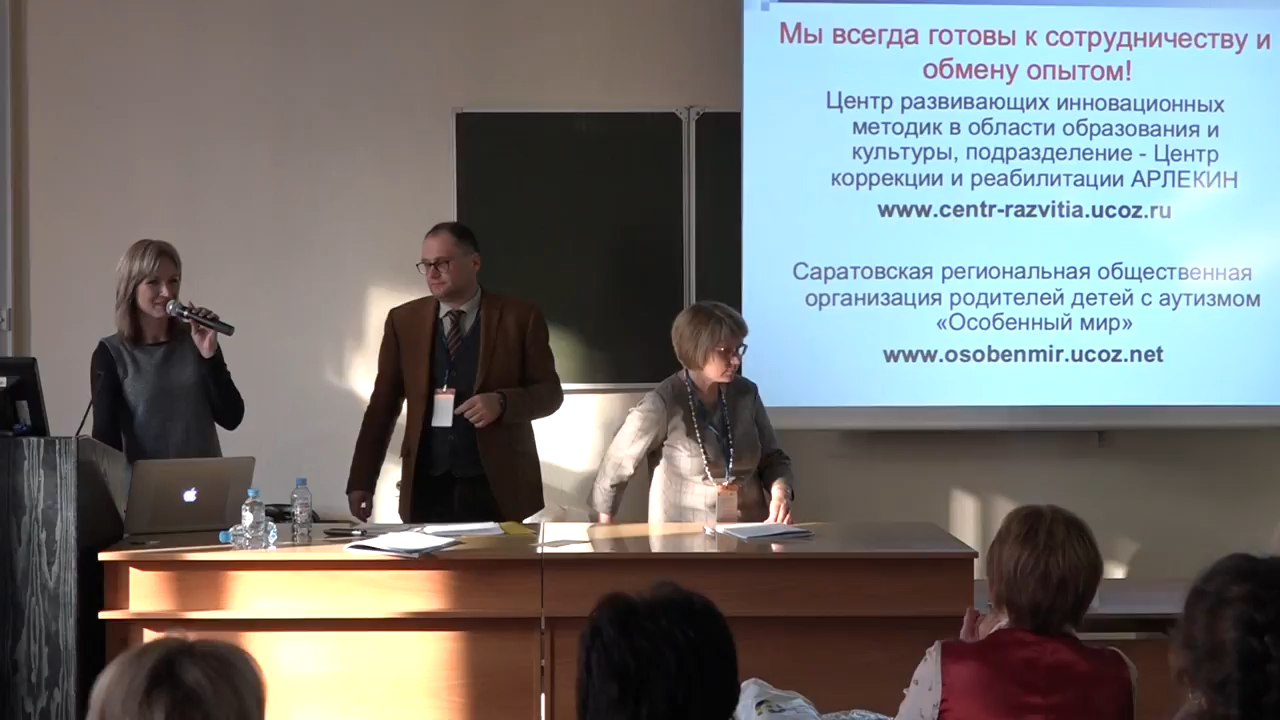 Мы всегда готовы к сотрудничеству и
обмену опытом!
Центр развивающих инновационных
методик в области образования и
культуры, подразделение - Центр
коррекции и реабилитации АРЛЕКИН
www.centr-razvitia.ucoz.ru
Саратовская региональная общественная
организация родителей детей с аутизмом
«Особенный мир»
www.osobenmir.ucoz.net